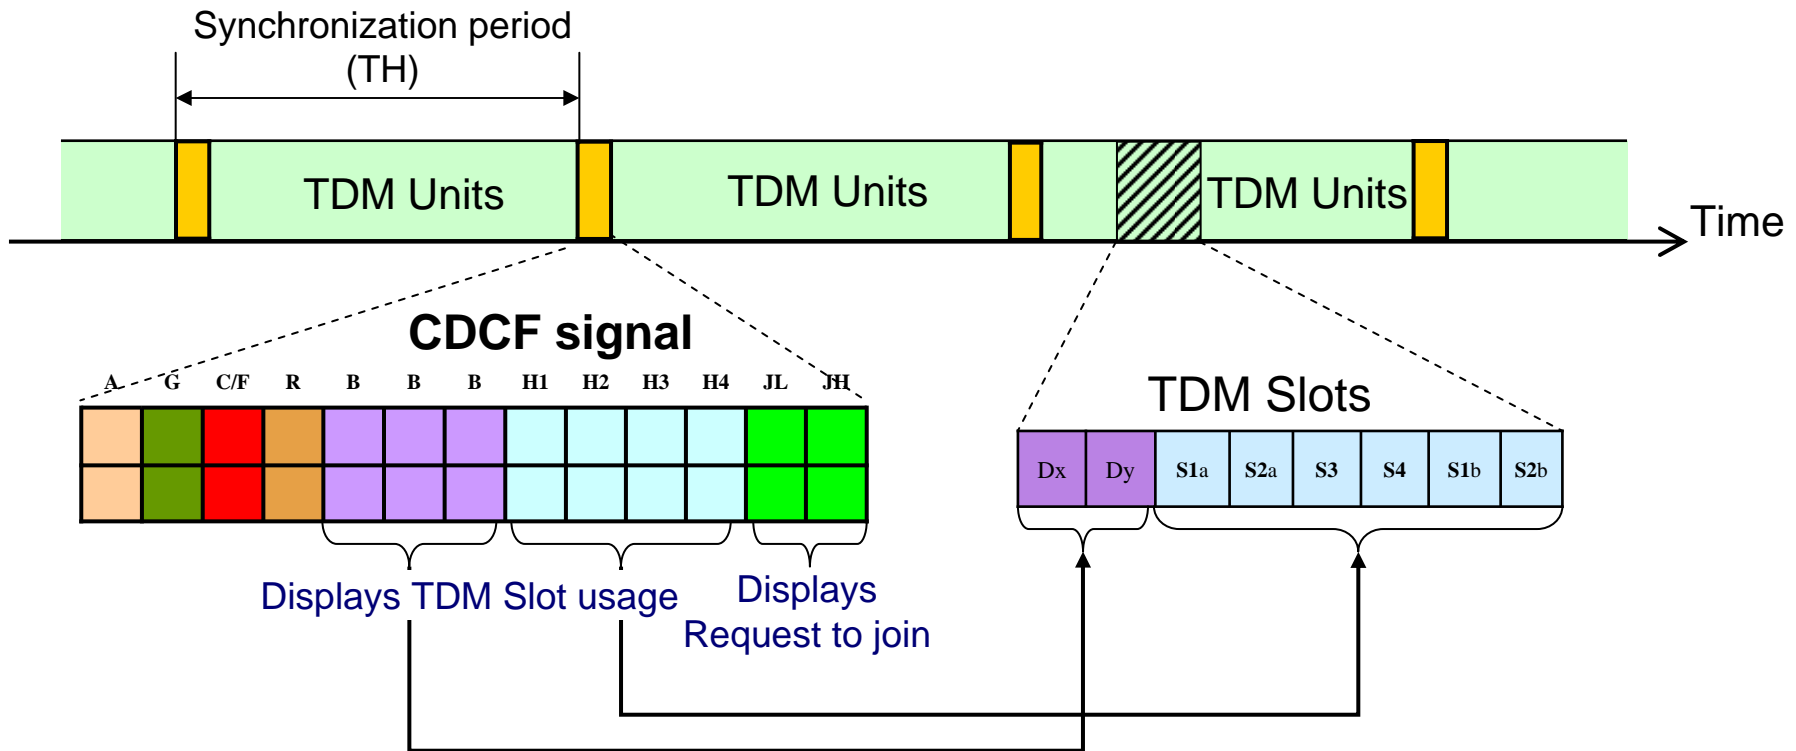 Synchronization period
(TH)
TDM Units
TDM Units
TDM Units
Time
CDCF signal
A G C/F R B B B H1 H2 H3 H4 JL JH
TDM Slots
Dx Dy S1a S2a S3 S4 S1b S2b
Displays TDM Slot usage
Displays
Request to join